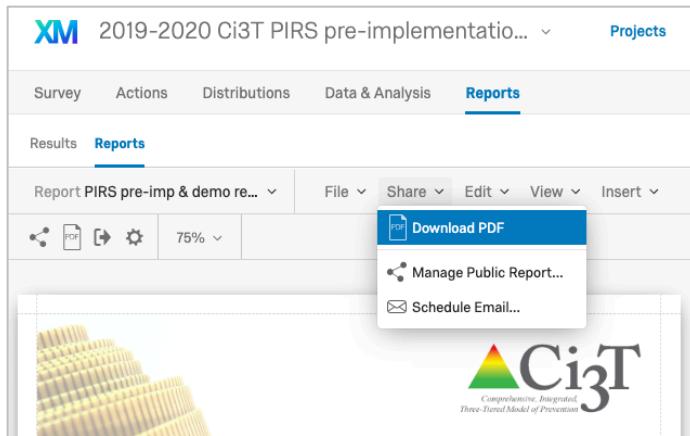 XM 2019-2020 Ci3T PIRS pre-implementatio... Projects
Survey Actions Distributions Data & Analysis Reports
Results Reports
Report PIRS pre-imp & demo re... File Share Edit View Insert
PDF 75%
PDF Download PDF
Manage Public Report...
Schedule Email...
Ci3T
Comprehensive, Integrated,
Three-Tiered Model of Prevention